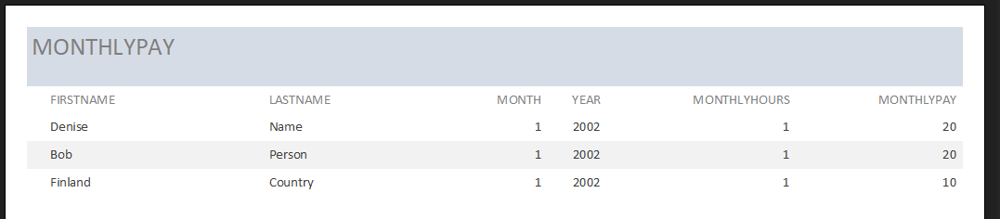 MONTHLYPAY
FIRSTNAME LASTNAME MONTH YEAR MONTHLYHOURS MONTHLYPAY
Denise Name 1 2002 1 20
Bob Person 1 2002 1 20
Finland Country 1 2002 1 10